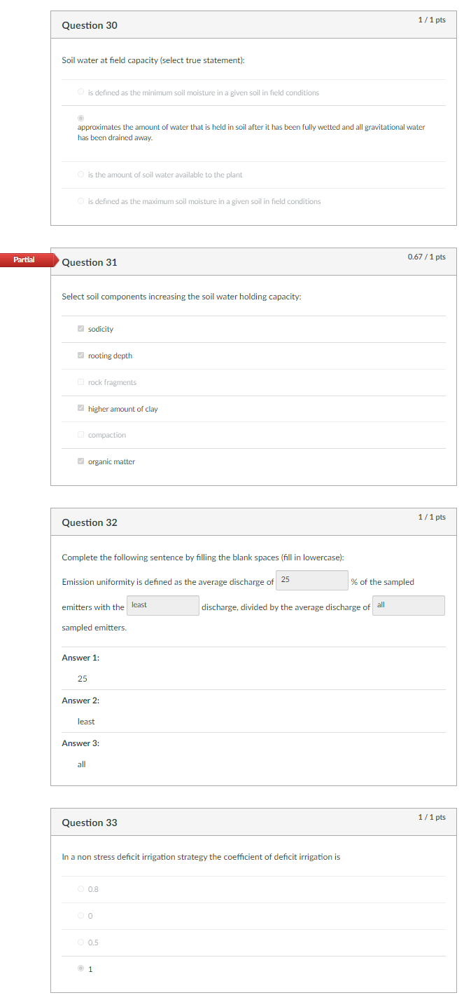 Question 30
1 / 1 pts
Soil water at field capacity (select true statement):
is defined as the minimum soil moisture in a given soil in field conditions
approximates the amount of water that is held in soil after it has been fully wetted and all gravitational water
has been drained away.
is the amount of soil water available to the plant
is defined as the maximum soil moisture in a given soil in field conditions
Partial
Question 31
0.67 / 1 pts
Select soil components increasing the soil water holding capacity:
sodicity
rooting depth
rock fragments
higher amount of clay
compaction
organic matter
Question 32
1 / 1 pts
Complete the following sentence by filling the blank spaces (fill in lowercase):
Emission uniformity is defined as the average discharge of 25 % of the sampled
emitters with the least discharge, divided by the average discharge of all
sampled emitters.
Answer 1:
25
Answer 2:
least
Answer 3:
all
Question 33
1 / 1 pts
In a non stress deficit irrigation strategy the coefficient of deficit irrigation is
0.8
0
0.5
1